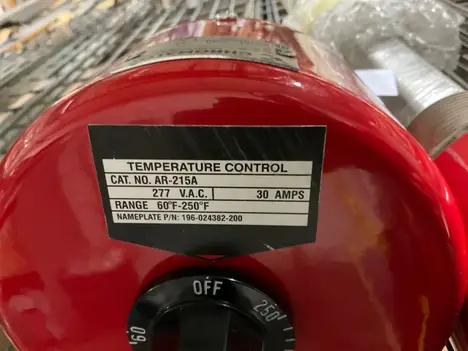 TEMPERATURE CONTROL
CAT. NO. AR-215A
277 V.A.C. 30 AMPS
RANGE 60°F-250°F
NAMEPLATE P/N: 196-024382-200
OFF
60 250